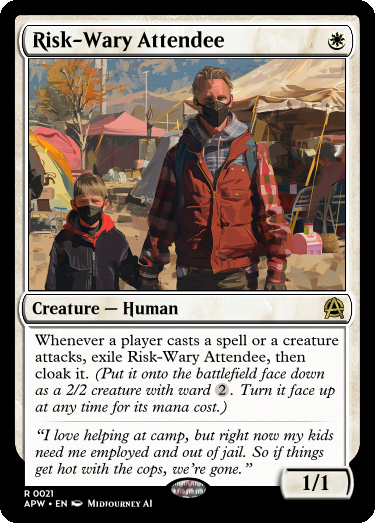 Risk-Wary Attendee
Creature — Human
Whenever a player casts a spell or a creature
attacks, exile Risk-Wary Attendee, then
cloak it. (Put it onto the battlefield face down
as a 2/2 creature with ward 2. Turn it face up
at any time for its mana cost.)
“I love helping at camp, but right now my kids
need me employed and out of jail. So if things
get hot with the cops, we’re gone.”
1/1
R 0021
APW • EN Midjourney AI